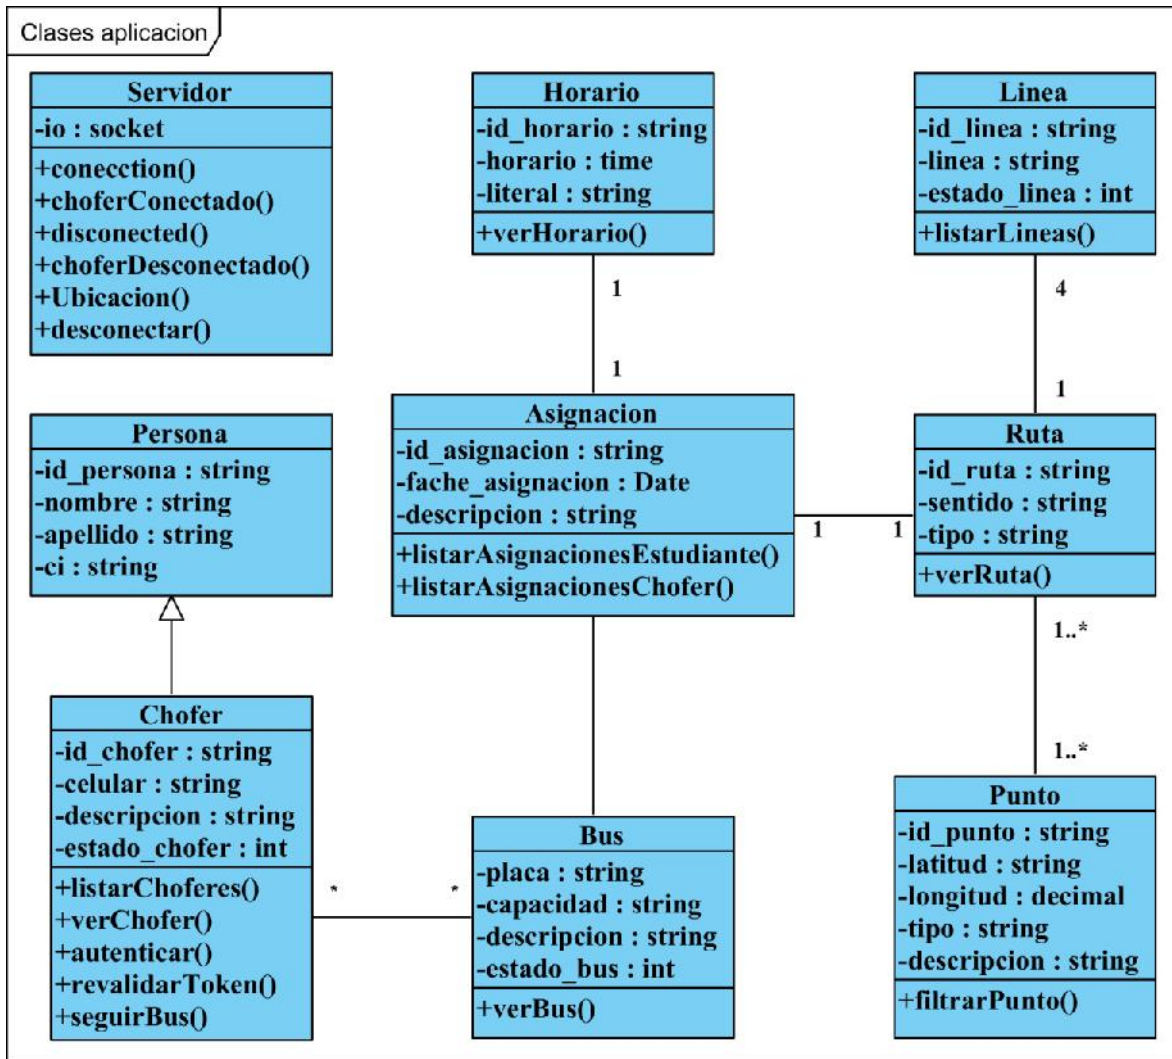 Clases aplicacion
Servidor
-io : socket
+conecction()
+choferConectado()
+disconected()
+choferDesconectado()
+Ubicacion()
+desconectar()
Horario
-id_horario : string
-horario : time
-literal : string
+verHorario()
1
1
Linea
-id_linea : string
-linea : string
-estado_linea : int
+listarLineas()
4
1
Persona
-id_persona : string
-nombre : string
-apellido : string
-ci : string
Asignacion
-id_asignacion : string
-fache_asignacion : Date
-descripcion : string
+listarAsignacionesEstudiante()
+listarAsignacionesChofer()
1 1
Ruta
-id_ruta : string
-sentido : string
-tipo : string
+verRuta()
1..*
1..*
Chofer
-id_chofer : string
-celular : string
-descripcion : string
-estado_chofer : int
+listarChoferes()
+verChofer()
+autenticar()
+revalidarToken()
+seguirBus()
* *
Bus
-placa : string
-capacidad : string
-descripcion : string
-estado_bus : int
+verBus()
Punto
-id_punto : string
-latitud : string
-longitud : decimal
-tipo : string
-descripcion : string
+filtrarPunto()